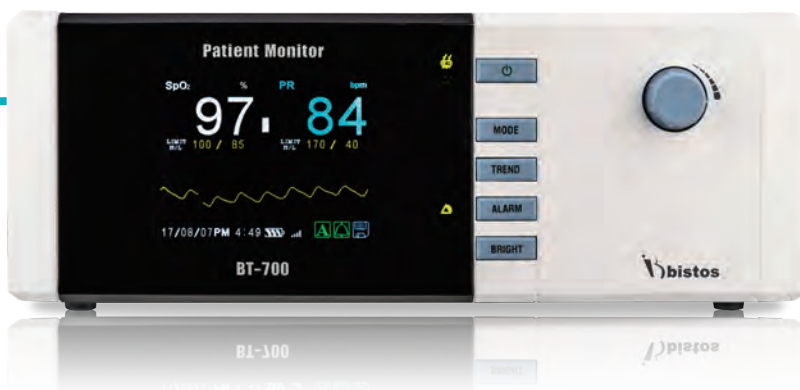 Patient Monitor
SpO₂ % PR bpm
97 84
LIMIT H/L 100 / 85 LIMIT H/L 170 / 40
17/08/07PM 4:49
A
BT-700
MODE
TREND
ALARM
BRIGHT
bistos